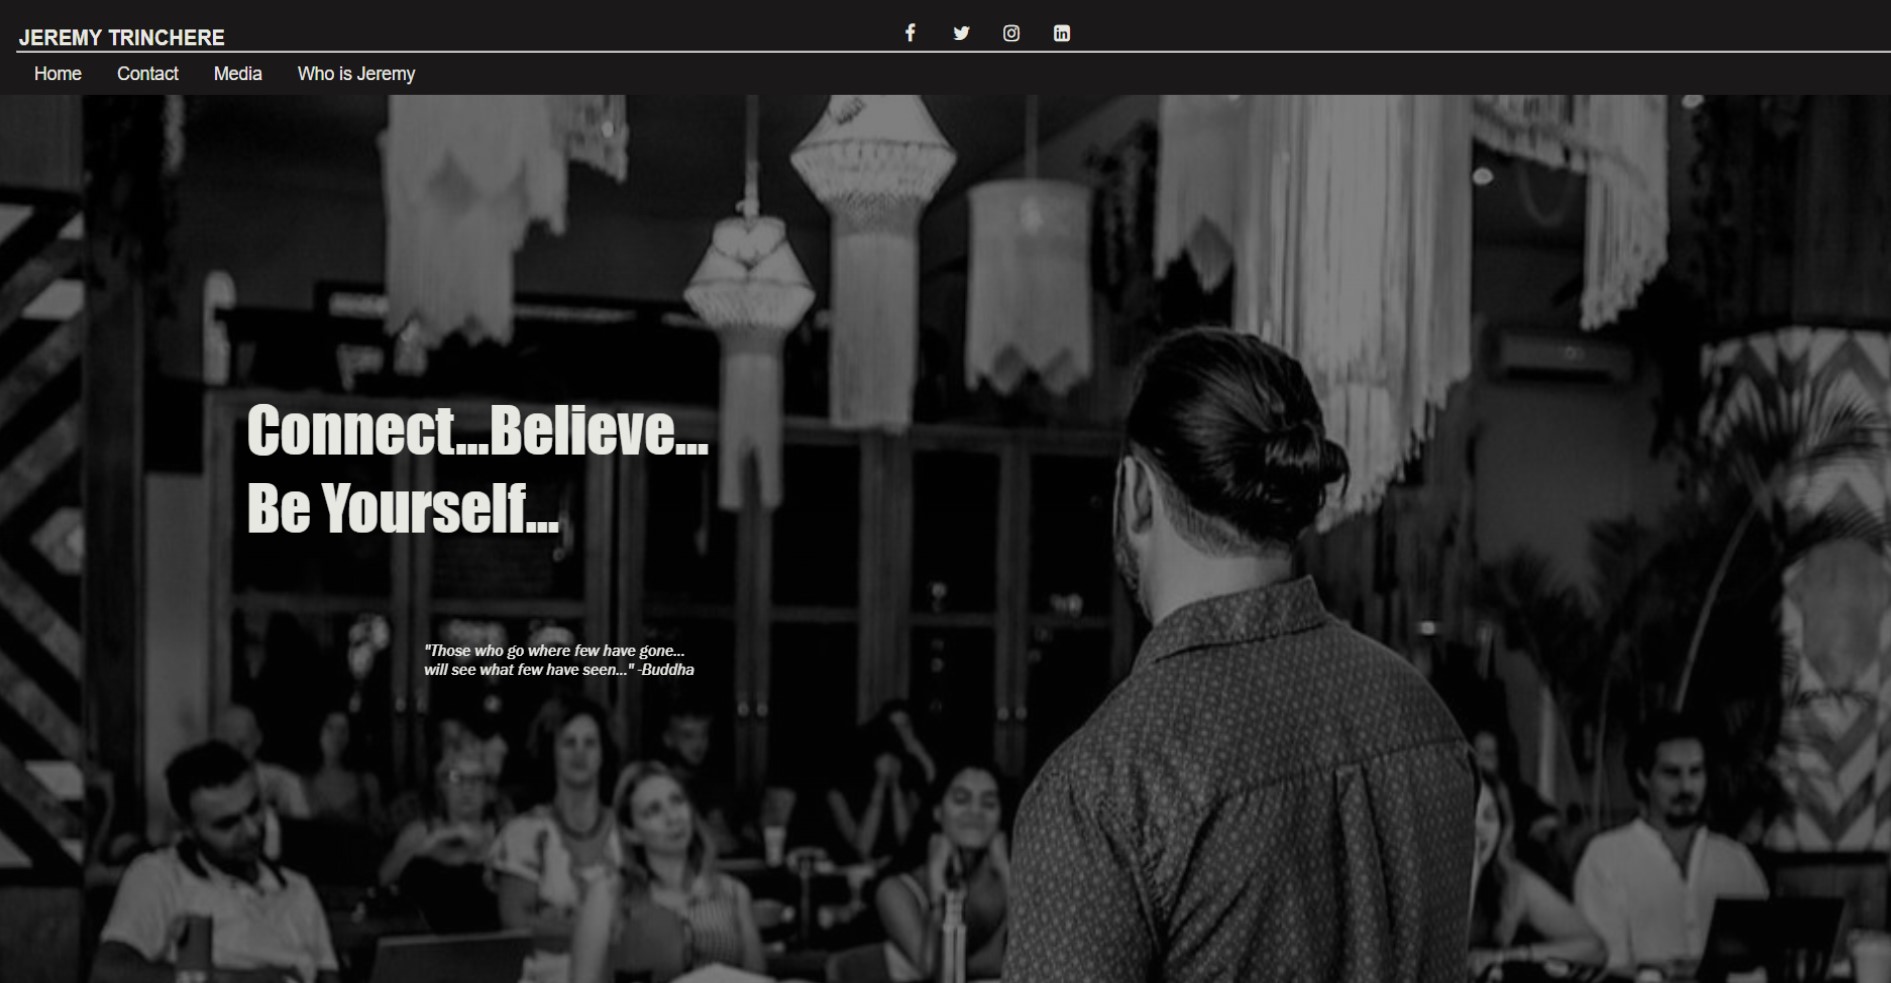 JEREMY TRINCHERE
Home Contact Media Who is Jeremy
Connect...Believe...
Be Yourself...
"Those who go where few have gone...
will see what few have seen..." -Buddha